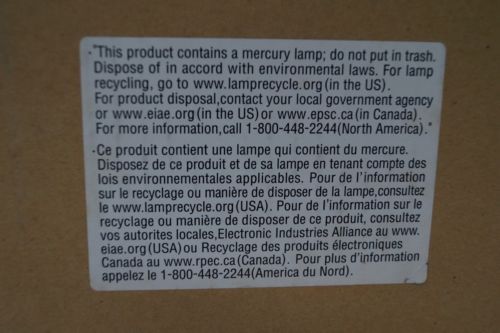 ·"This product contains a mercury lamp; do not put in trash.
Dispose of in accord with environmental laws. For lamp
recycling, go to www.lamprecycle.org (in the US).
For product disposal,contact your local government agency
or www.eiae.org (in the US) or www.epsc.ca (in Canada).
For more information,call 1-800-448-2244(North America)."
·Ce produit contient une lampe qui contient du mercure.
Disposez de ce produit et de sa lampe en tenant compte des
lois environnementales applicables. Pour de l'information
sur le recyclage ou manière de disposer de la lampe,consultez
le www.lamprecycle.org (USA). Pour de l'information sur le
recyclage ou manière de disposer de ce produit, consultez
vos autorites locales,Electronic Industries Alliance au www.
eiae.org (USA) ou Recyclage des produits électroniques
Canada au www.rpec.ca (Canada). Pour plus d'information
appelez le 1-800-448-2244(America du Nord).